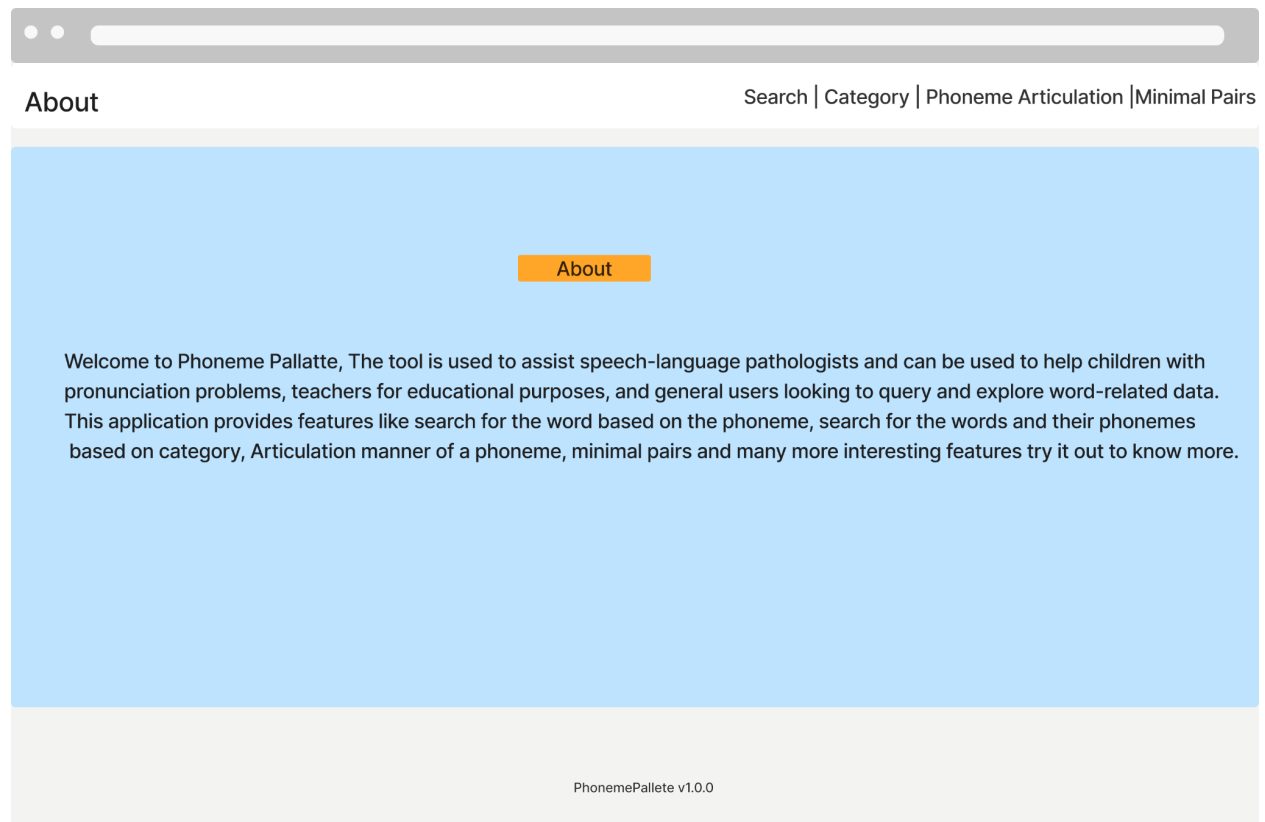 About
Search | Category | Phoneme Articulation |Minimal Pairs
About
Welcome to Phoneme Pallatte, The tool is used to assist speech-language pathologists and can be used to help children with
pronunciation problems, teachers for educational purposes, and general users looking to query and explore word-related data.
This application provides features like search for the word based on the phoneme, search for the words and their phonemes
based on category, Articulation manner of a phoneme, minimal pairs and many more interesting features try it out to know more.
PhonemePallete v1.0.0